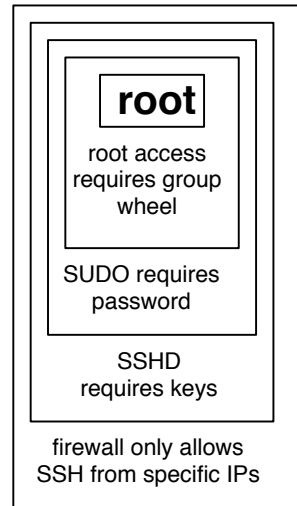 root
root access
requires group
wheel
SUDO requires
password
SSHD
requires keys
firewall only allows
SSH from specific IPs